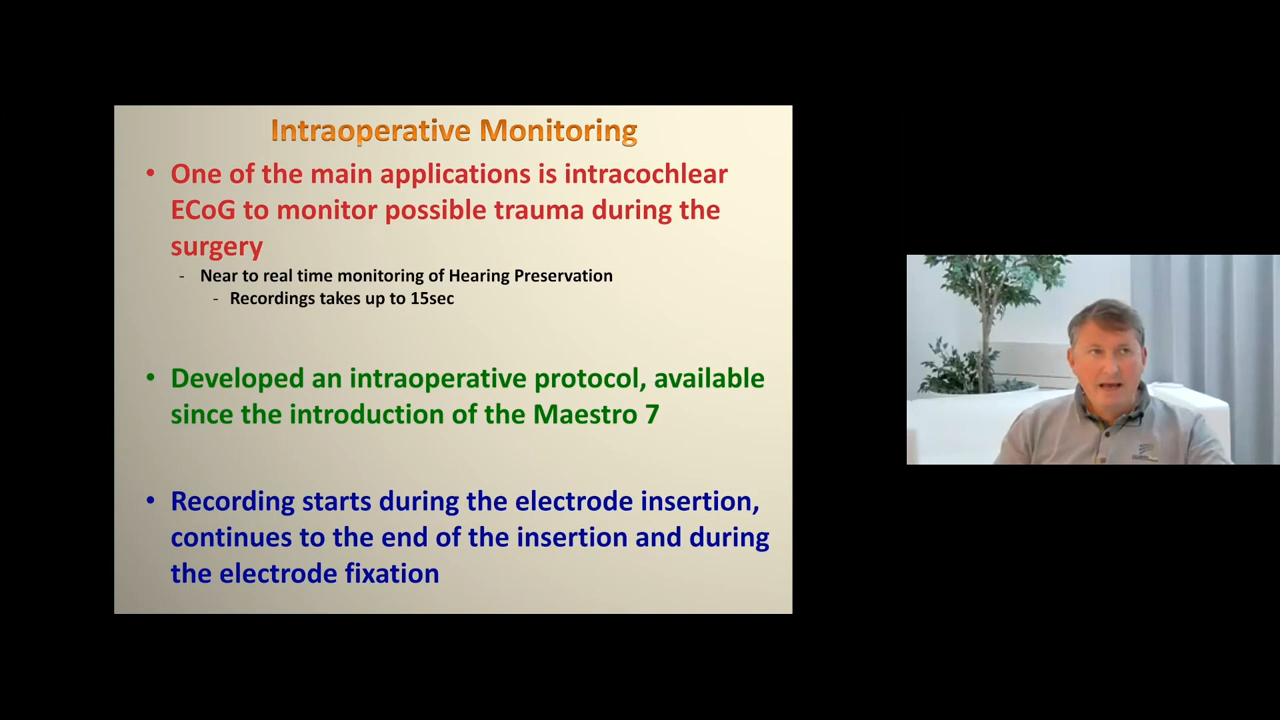 Intraoperative Monitoring
• One of the main applications is intracochlear
ECoG to monitor possible trauma during the
surgery
- Near to real time monitoring of Hearing Preservation
- Recordings takes up to 15sec
• Developed an intraoperative protocol, available
since the introduction of the Maestro 7
• Recording starts during the electrode insertion,
continues to the end of the insertion and during
the electrode fixation